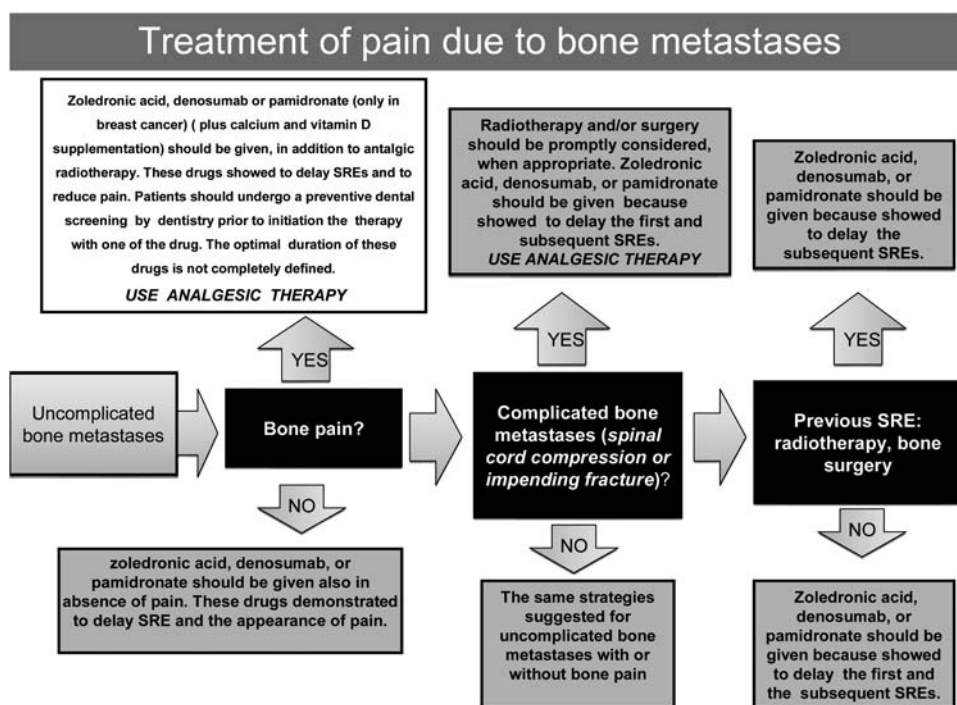 Treatment of pain due to bone metastases
Zoledronic acid, denosumab or pamidronate (only in
breast cancer) ( plus calcium and vitamin D
supplementation) should be given, in addition to antalgic
radiotherapy. These drugs showed to delay SREs and to
reduce pain. Patients should undergo a preventive dental
screening by dentistry prior to initiation the therapy
with one of the drug. The optimal duration of these
drugs is not completely defined.
USE ANALGESIC THERAPY
Radiotherapy and/or surgery
should be promptly considered,
when appropriate. Zoledronic
acid, denosumab, or pamidronate
should be given because
showed to delay the first and
subsequent SREs.
USE ANALGESIC THERAPY
Zoledronic acid,
denosumab, or
pamidronate should be
given because showed
to delay the
subsequent SREs.
YES
YES
YES
Uncomplicated
bone metastases
Bone pain?
Complicated bone
metastases (spinal
cord compression or
impending fracture)?
Previous SRE:
radiotherapy, bone
surgery
NO
NO
NO
zoledronic acid, denosumab, or
pamidronate should be given also in
absence of pain. These drugs demonstrated
to delay SRE and the appearance of pain.
The same strategies
suggested for
uncomplicated bone
metastases with or
without bone pain
Zoledronic acid,
denosumab, or
pamidronate should be
given because showed
to delay the first and
the subsequent SREs.